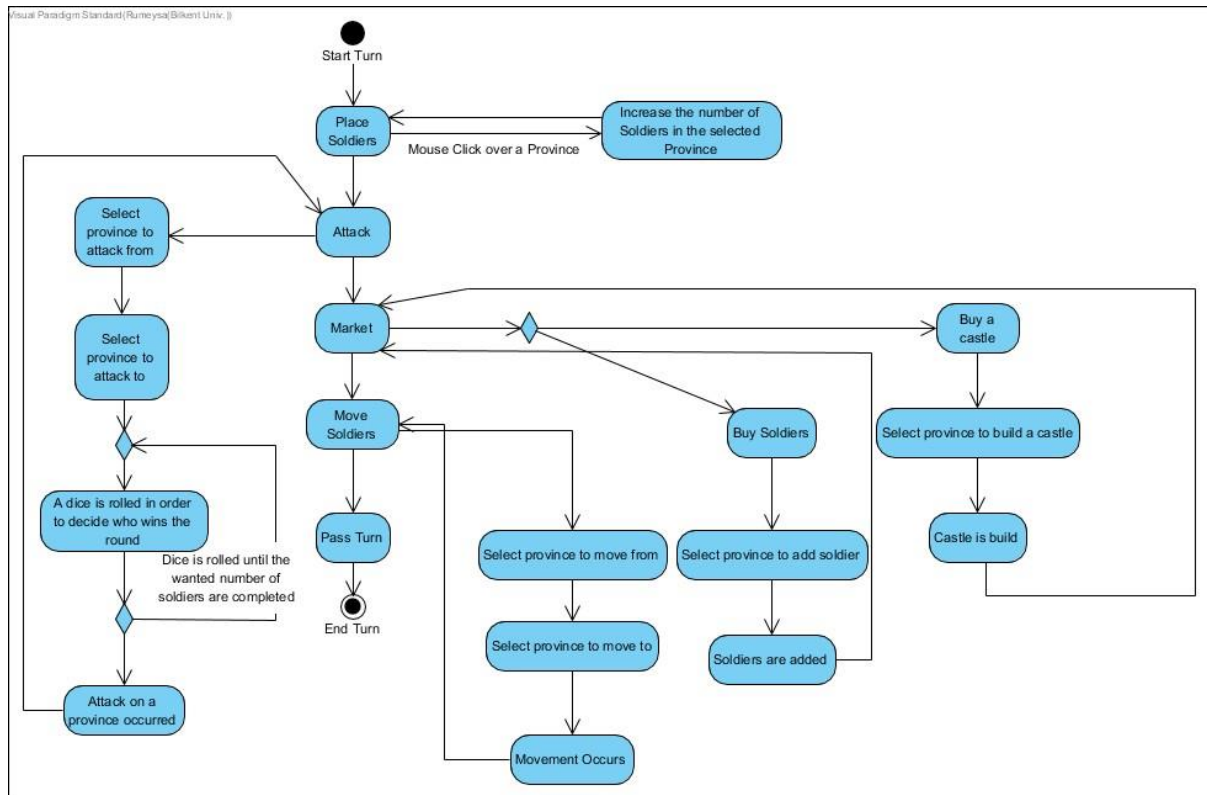 Visual Paradigm Standard(Rumeysa(Bilkent Univ.))
Start Turn
Place
Soldiers
Increase the number of
Soldiers in the selected
Province
Mouse Click over a Province
Select
province to
attack from
Attack
Select
province to
attack to
Market
Buy a
castle
Move
Soldiers
Buy Soldiers
Select province to build a castle
A dice is rolled in order
to decide who wins the
round
Pass Turn
Castle is build
Dice is rolled until the
wanted number of
soldiers are completed
Select province to move from
Select province to add soldier
End Turn
Select province to move to
Soldiers are added
Attack on a
province occurred
Movement Occurs